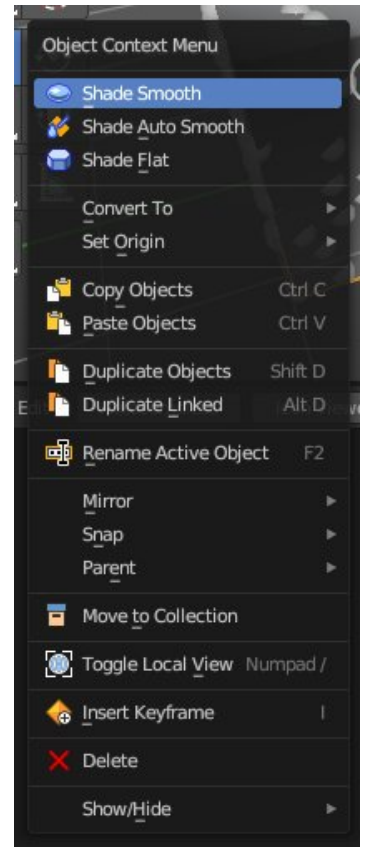 Object Context Menu
Shade Smooth
Shade Auto Smooth
Shade Flat
Convert To
Set Origin
Copy Objects Ctrl C
Paste Objects Ctrl V
Duplicate Objects Shift D
Duplicate Linked Alt D
Rename Active Object F2
Mirror
Snap
Parent
Move to Collection
Toggle Local View Numpad /
Insert Keyframe I
Delete
Show/Hide